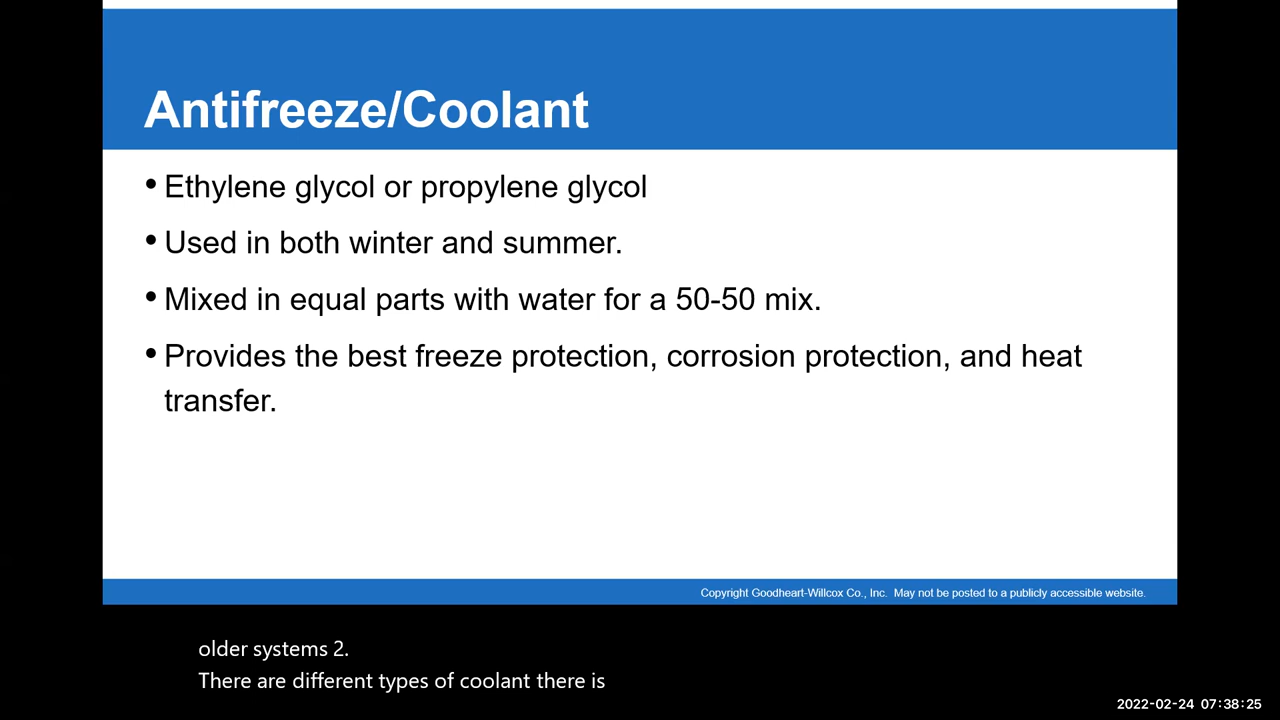 Antifreeze/Coolant
• Ethylene glycol or propylene glycol
• Used in both winter and summer.
• Mixed in equal parts with water for a 50-50 mix.
• Provides the best freeze protection, corrosion protection, and heat
transfer.
Copyright Goodheart-Willcox Co., Inc.  May not be posted to a publicly accessible website.
older systems 2.
There are different types of coolant there is
2022-02-24 07:38:25